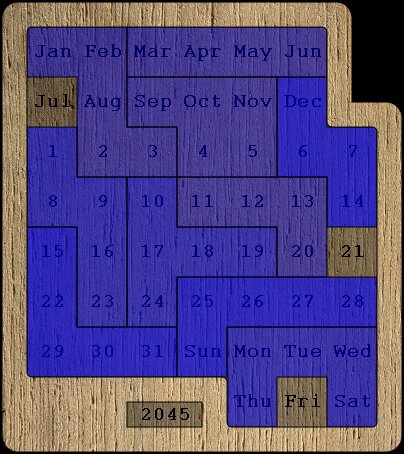 Jan Feb Mar Apr May Jun
Jul Aug Sep Oct Nov Dec
1 2 3 4 5 6 7
8 9 10 11 12 13 14
15 16 17 18 19 20 21
22 23 24 25 26 27 28
29 30 31 Sun Mon Tue Wed
Thu Fri Sat
2045